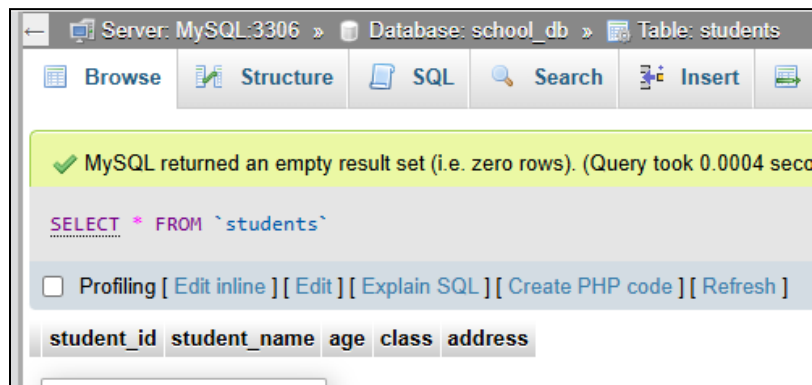 ← Server: MySQL:3306 » Database: school_db » Table: students
Browse Structure SQL Search Insert
MySQL returned an empty result set (i.e. zero rows). (Query took 0.0004 seco
SELECT * FROM `students`
Profiling [ Edit inline ] [ Edit ] [ Explain SQL ] [ Create PHP code ] [ Refresh ]
student_id student_name age class address